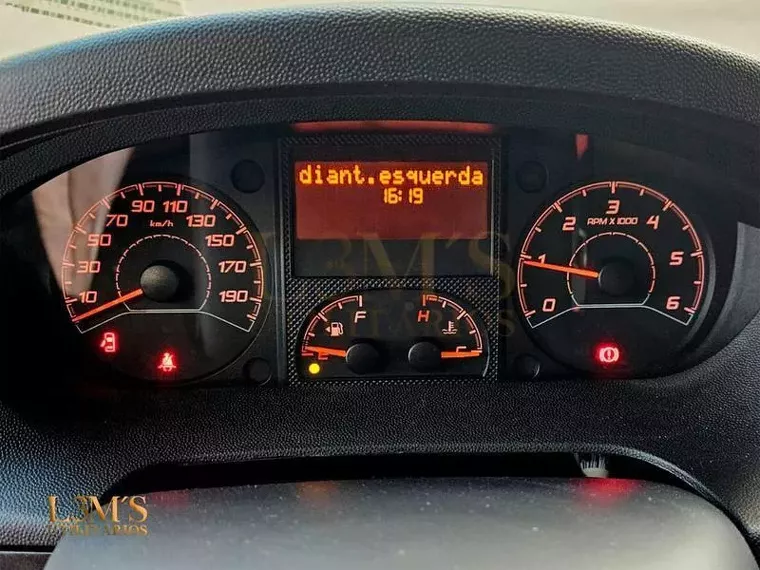 diant.esquerda
16:19
10 30 50 70 90 110 130 150 170 190
km/h
F
E
H
C
0 1 2 3 4 5 6
RPM X 1000
L M'S
UTILITÁRIOS